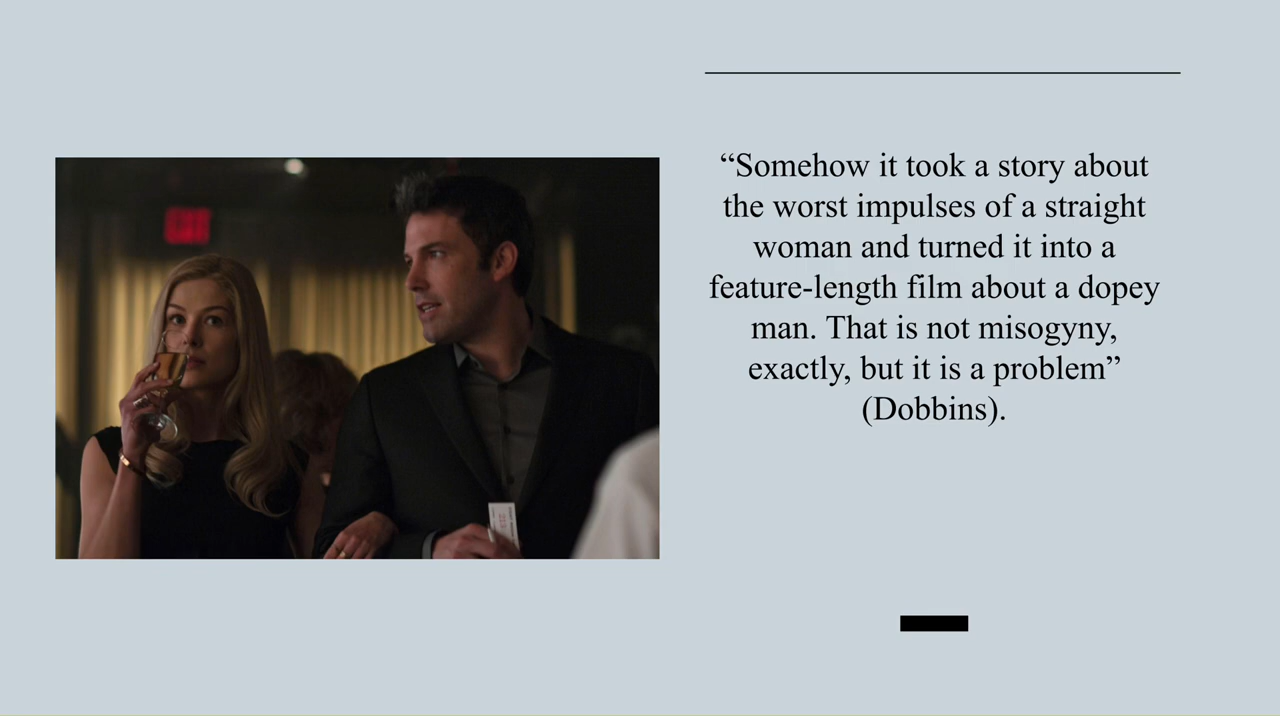 “Somehow it took a story about
the worst impulses of a straight
woman and turned it into a
feature-length film about a dopey
man. That is not misogyny,
exactly, but it is a problem”
(Dobbins).